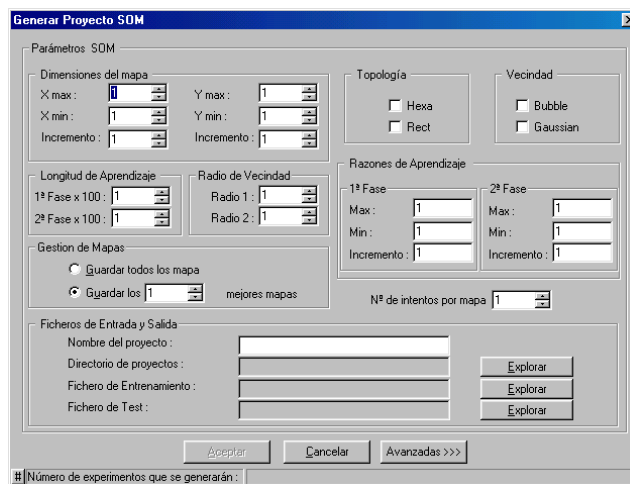 Generar Proyecto SOM
Parámetros SOM
Dimensiones del mapa
X max : 1 Y max : 1
X min : 1 Y min : 1
Incremento : 1 Incremento : 1
Topología
Hexa
Rect
Vecindad
Bubble
Gaussian
Longitud de Aprendizaje
1ª Fase x 100 : 1
2ª Fase x 100 : 1
Radio de Vecindad
Radio 1 : 1
Radio 2 : 1
Razones de Aprendizaje
1ª Fase
Max : 1
Min : 1
Incremento : 1
2ª Fase
Max : 1
Min : 1
Incremento : 1
Gestion de Mapas
Guardar todos los mapa
Guardar los 1 mejores mapas
Nº de intentos por mapa 1
Ficheros de Entrada y Salida
Nombre del proyecto :
Directorio de proyectos : Explorar
Fichero de Entrenamiento : Explorar
Fichero de Test : Explorar
Aceptar Cancelar Avanzadas >>>
# Número de experimentos que se generarán :